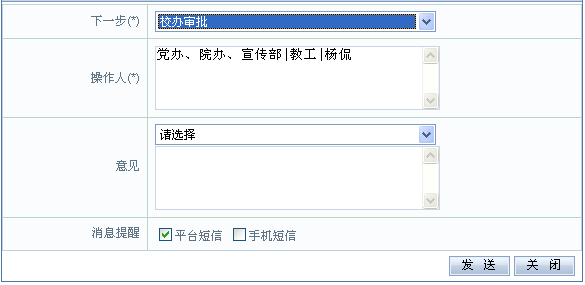 下一步(*) 校办审批
操作人(*) 党办、院办、宣传部|教工|杨侃
请选择
意见
消息提醒 平台短信 手机短信
发 送 关 闭